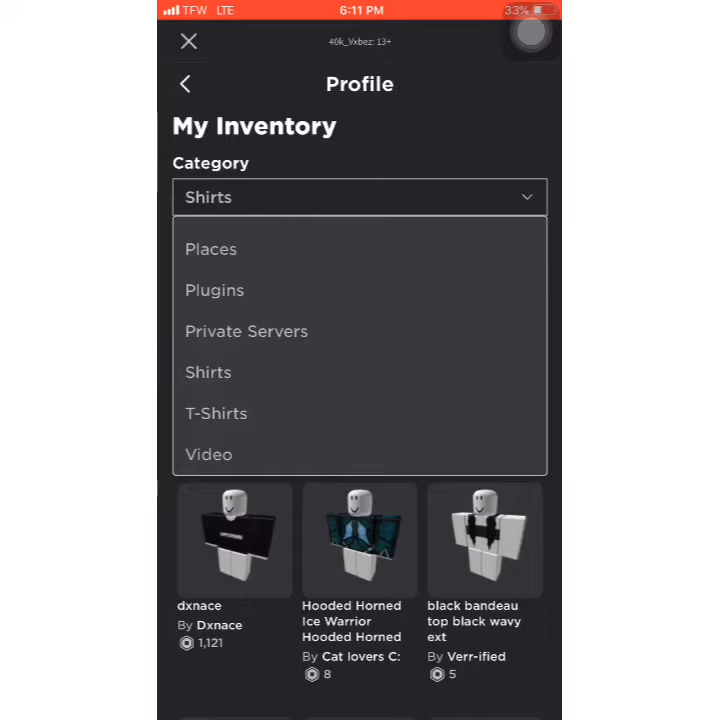 TFW LTE 6:11 PM 33%
40k_Vxbez: 13+
Profile
My Inventory
Category
Shirts
Places
Plugins
Private Servers
Shirts
T-Shirts
Video
dxnace
By Dxnace
1,121
Hooded Horned
Ice Warrior
Hooded Horned
By Cat lovers C:
8
black bandeau
top black wavy
ext
By Verr-ified
5